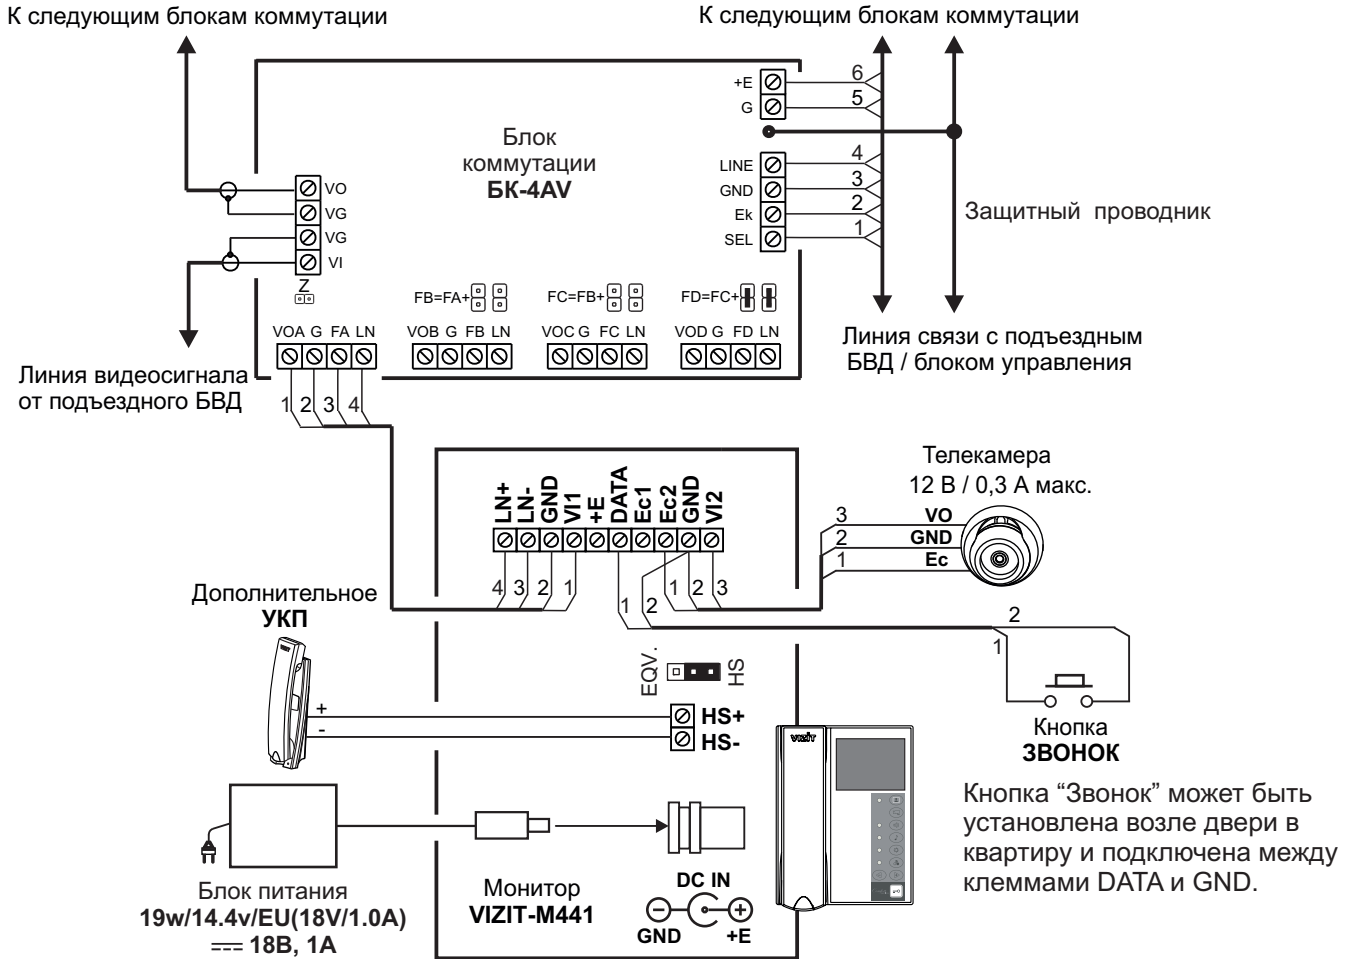 К следующим блокам коммутации
К следующим блокам коммутации
Блок
коммутации
БК-4AV
+E
G
6
5
LINE
GND
Ek
SEL
4
3
2
1
Защитный проводник
VO
VG
VG
VI
Z
FB=FA+
FC=FB+
FD=FC+
VOA G FA LN
VOB G FB LN
VOC G FC LN
VOD G FD LN
Линия видеосигнала
от подъездного БВД
Линия связи с подъездным
БВД / блоком управления
1 2 3 4
LN+
LN-
GND
VI1
+E
DATA
Ec1
Ec2
GND
VI2
4 3 2 1
1 2
1 2 3
Телекамера
12 В / 0,3 А макс.
3 VO
2 GND
1 Ec
Дополнительное
УКП
VIZIT
+
-
EQV.
HS
HS+
HS-
2
1
Кнопка
ЗВОНОК
VIZIT
Кнопка “Звонок” может быть
установлена возле двери в
квартиру и подключена между
клеммами DATA и GND.
Блок питания
19w/14.4v/EU(18V/1.0A)
18В, 1А
Монитор
VIZIT-M441
DC IN
GND
+E